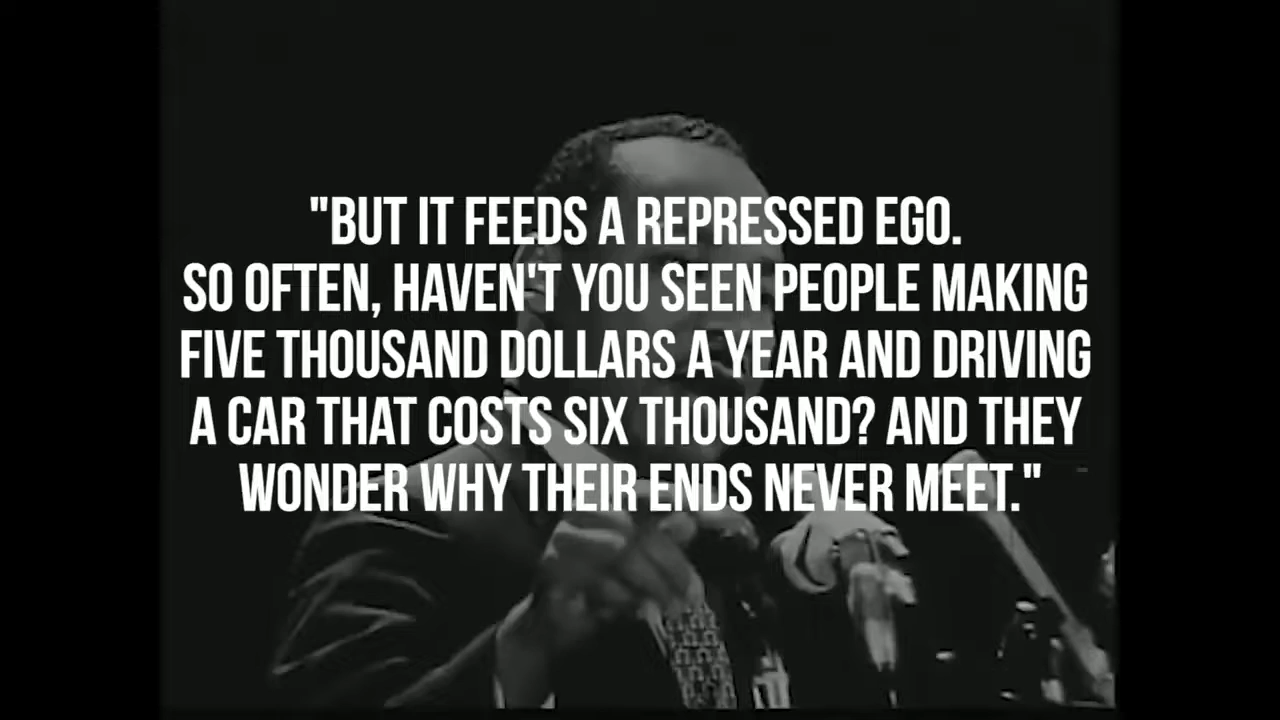 "BUT IT FEEDS A REPRESSED EGO.
SO OFTEN, HAVEN'T YOU SEEN PEOPLE MAKING
FIVE THOUSAND DOLLARS A YEAR AND DRIVING
A CAR THAT COSTS SIX THOUSAND? AND THEY
WONDER WHY THEIR ENDS NEVER MEET."